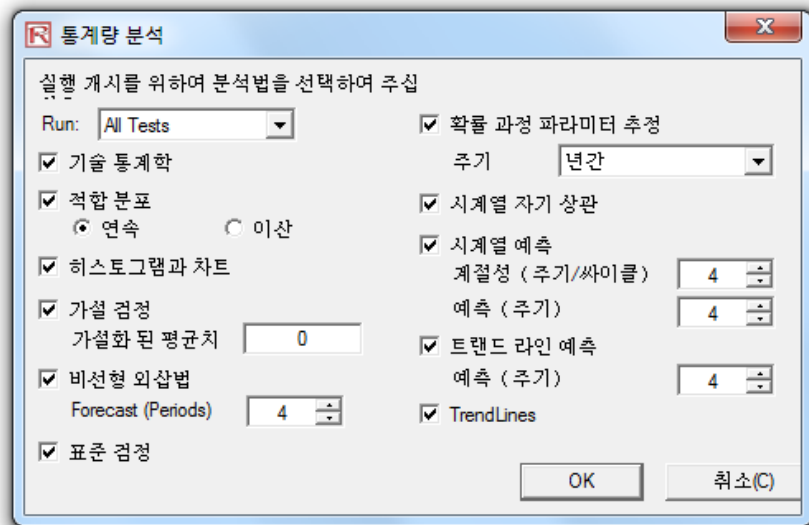 통계량 분석
실행 개시를 위하여 분석법을 선택하여 주십
Run: All Tests
기술 통계학
적합 분포
연속 이산
히스토그램과 차트
가설 검정
가설화 된 평균치 0
비선형 외삽법
Forecast (Periods) 4
표준 검정
확률 과정 파라미터 추정
주기 년간
시계열 자기 상관
시계열 예측
계절성 (주기/싸이클) 4
예측 (주기) 4
트랜드 라인 예측
예측 (주기) 4
TrendLines
OK 취소(C)